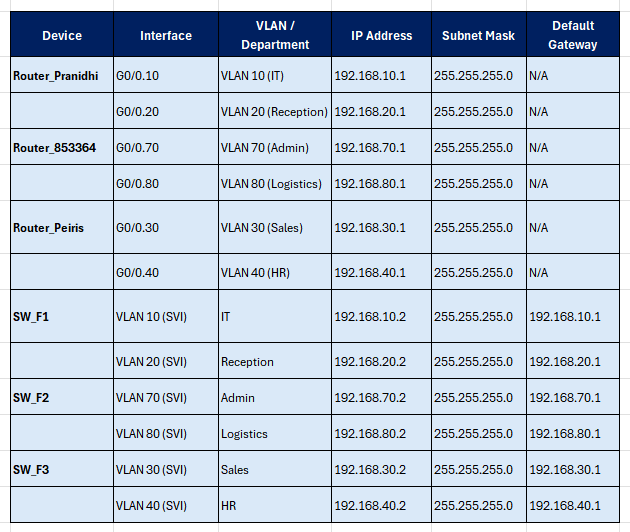 Device Interface VLAN / Department IP Address Subnet Mask Default Gateway
Router_Pranidhi G0/0.10 VLAN 10 (IT) 192.168.10.1 255.255.255.0 N/A
G0/0.20 VLAN 20 (Reception) 192.168.20.1 255.255.255.0 N/A
Router_853364 G0/0.70 VLAN 70 (Admin) 192.168.70.1 255.255.255.0 N/A
G0/0.80 VLAN 80 (Logistics) 192.168.80.1 255.255.255.0 N/A
Router_Peiris G0/0.30 VLAN 30 (Sales) 192.168.30.1 255.255.255.0 N/A
G0/0.40 VLAN 40 (HR) 192.168.40.1 255.255.255.0 N/A
SW_F1 VLAN 10 (SVI) IT 192.168.10.2 255.255.255.0 192.168.10.1
VLAN 20 (SVI) Reception 192.168.20.2 255.255.255.0 192.168.20.1
SW_F2 VLAN 70 (SVI) Admin 192.168.70.2 255.255.255.0 192.168.70.1
VLAN 80 (SVI) Logistics 192.168.80.2 255.255.255.0 192.168.80.1
SW_F3 VLAN 30 (SVI) Sales 192.168.30.2 255.255.255.0 192.168.30.1
VLAN 40 (SVI) HR 192.168.40.2 255.255.255.0 192.168.40.1